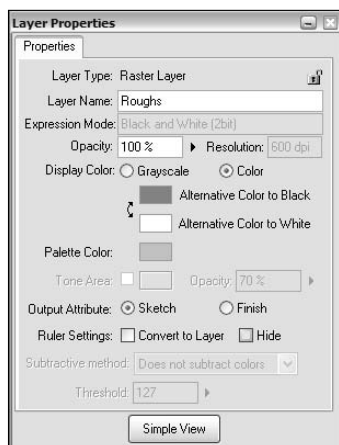 Layer Properties
Properties
Layer Type: Raster Layer
Layer Name: Roughs
Expression Mode: Black and White (2bit)
Opacity: 100 % Resolution: 600 dpi
Display Color: Grayscale Color
Alternative Color to Black
Alternative Color to White
Palette Color:
Tone Area: Opacity: 70 %
Output Attribute: Sketch Finish
Ruler Settings: Convert to Layer Hide
Subtractive method: Does not subtract colors
Threshold: 127
Simple View